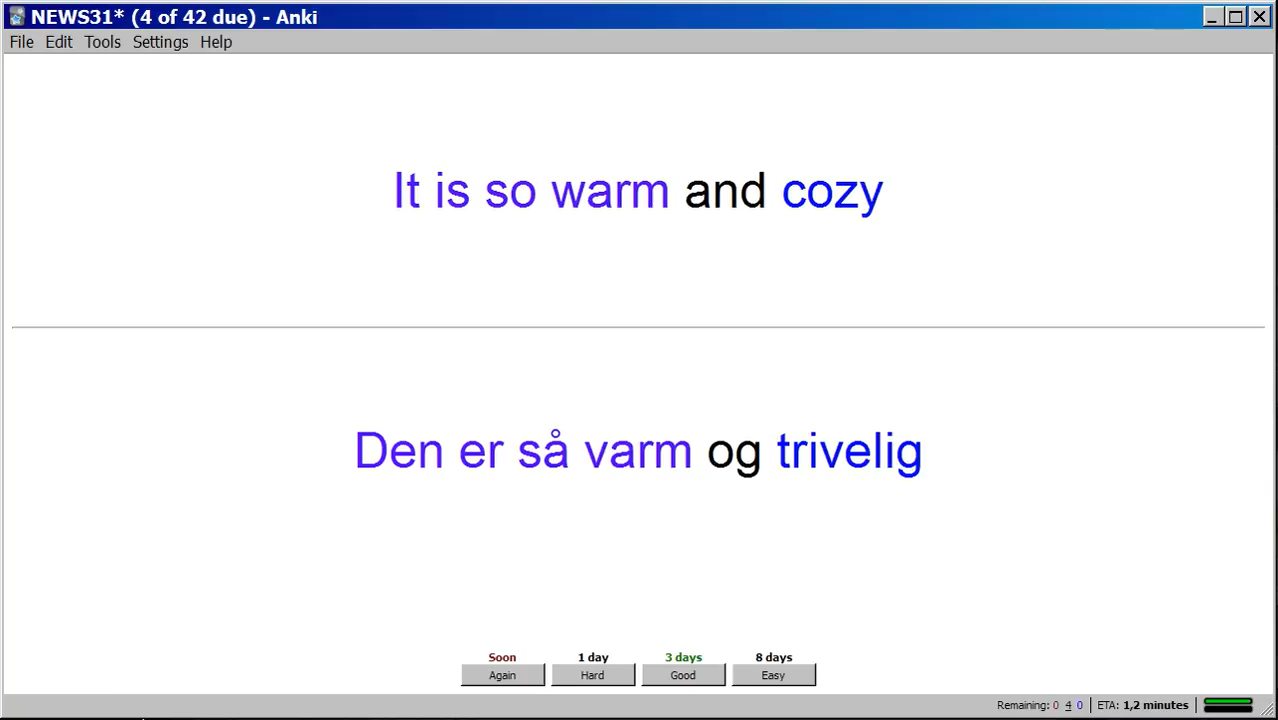 NEWS31* (4 of 42 due) - Anki
File Edit Tools Settings Help
It is so warm and cozy
Den er så varm og trivelig
Soon 1 day 3 days 8 days
Again Hard Good Easy
Remaining: 0 4 0 ETA: 1,2 minutes